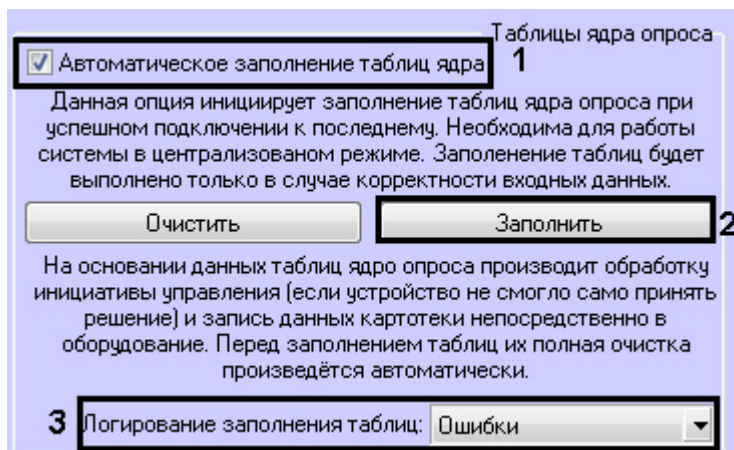 Таблицы ядра опроса
Автоматическое заполнение таблиц ядра 1
Данная опция инициирует заполнение таблиц ядра опроса при
успешном подключении к последнему. Необходима для работы
системы в централизованом режиме. Заполенение таблиц будет
выполнено только в случае корректности входных данных.
Очистить Заполнить 2
На основании данных таблиц ядро опроса производит обработку
инициативы управления (если устройство не смогло само принять
решение) и запись данных картотеки непосредственно в
оборудование. Перед заполнением таблиц их полная очистка
произведётся автоматически.
3 Логирование заполнения таблиц: Ошибки